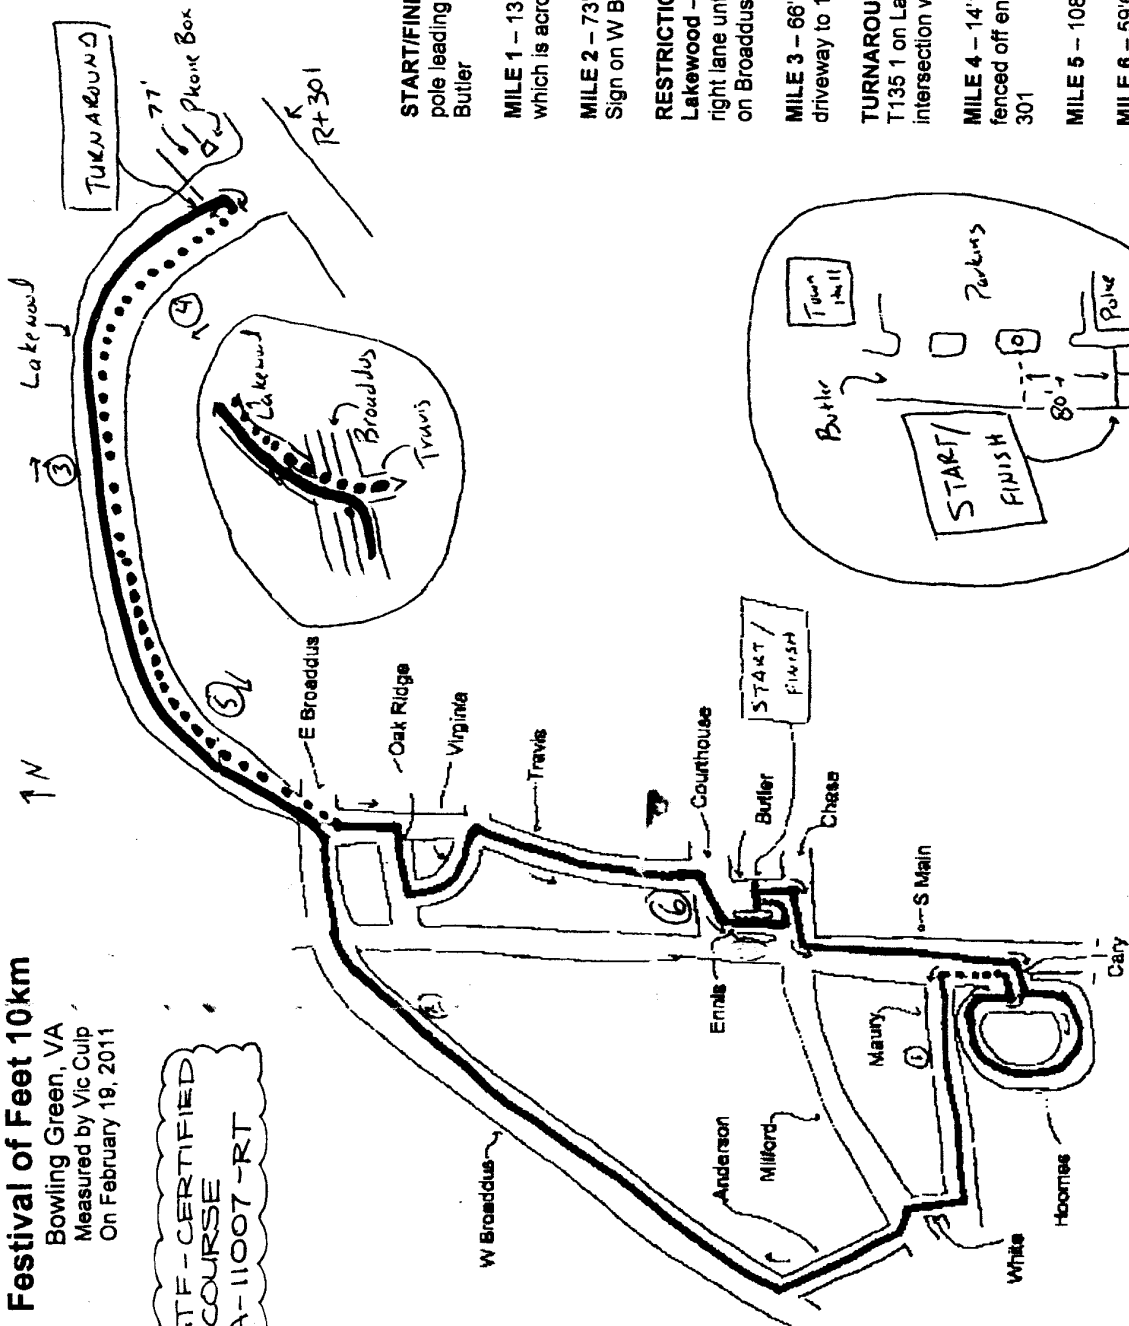 Festival of Feet 10km
Bowling Green, VA
Measured by Vic Culp
On February 19, 2011
TF-CERTIFIED
COURSE
A-11007-RT
↑N
Lakewood
TURNAROUND
77'
Phone Box
Rt 301
3
4
5
Lakewood
Broaddus
Travis
E Broaddus
Oak Ridge
Virginia
Travis
6
Courthouse
START/
FINISH
Butler
Chase
S Main
Ennis
Maury
1
Cary
W Broaddus
Anderson
Milford
White
Hoomes
Town
Hall
Parking
Butler
80'
START/
FINISH
START/FINI
pole leading
Butler
MILE 1 – 13
which is acro
MILE 2 – 73'
Sign on W B
RESTRICTIO
Lakewood –
right lane unt
on Broaddus
MILE 3 – 66'
driveway to 1
TURNAROU
T135 1 on La
intersection w
MILE 4 – 14'
fenced off en
301
MILE 5 – 108
MILE 6 – 59'